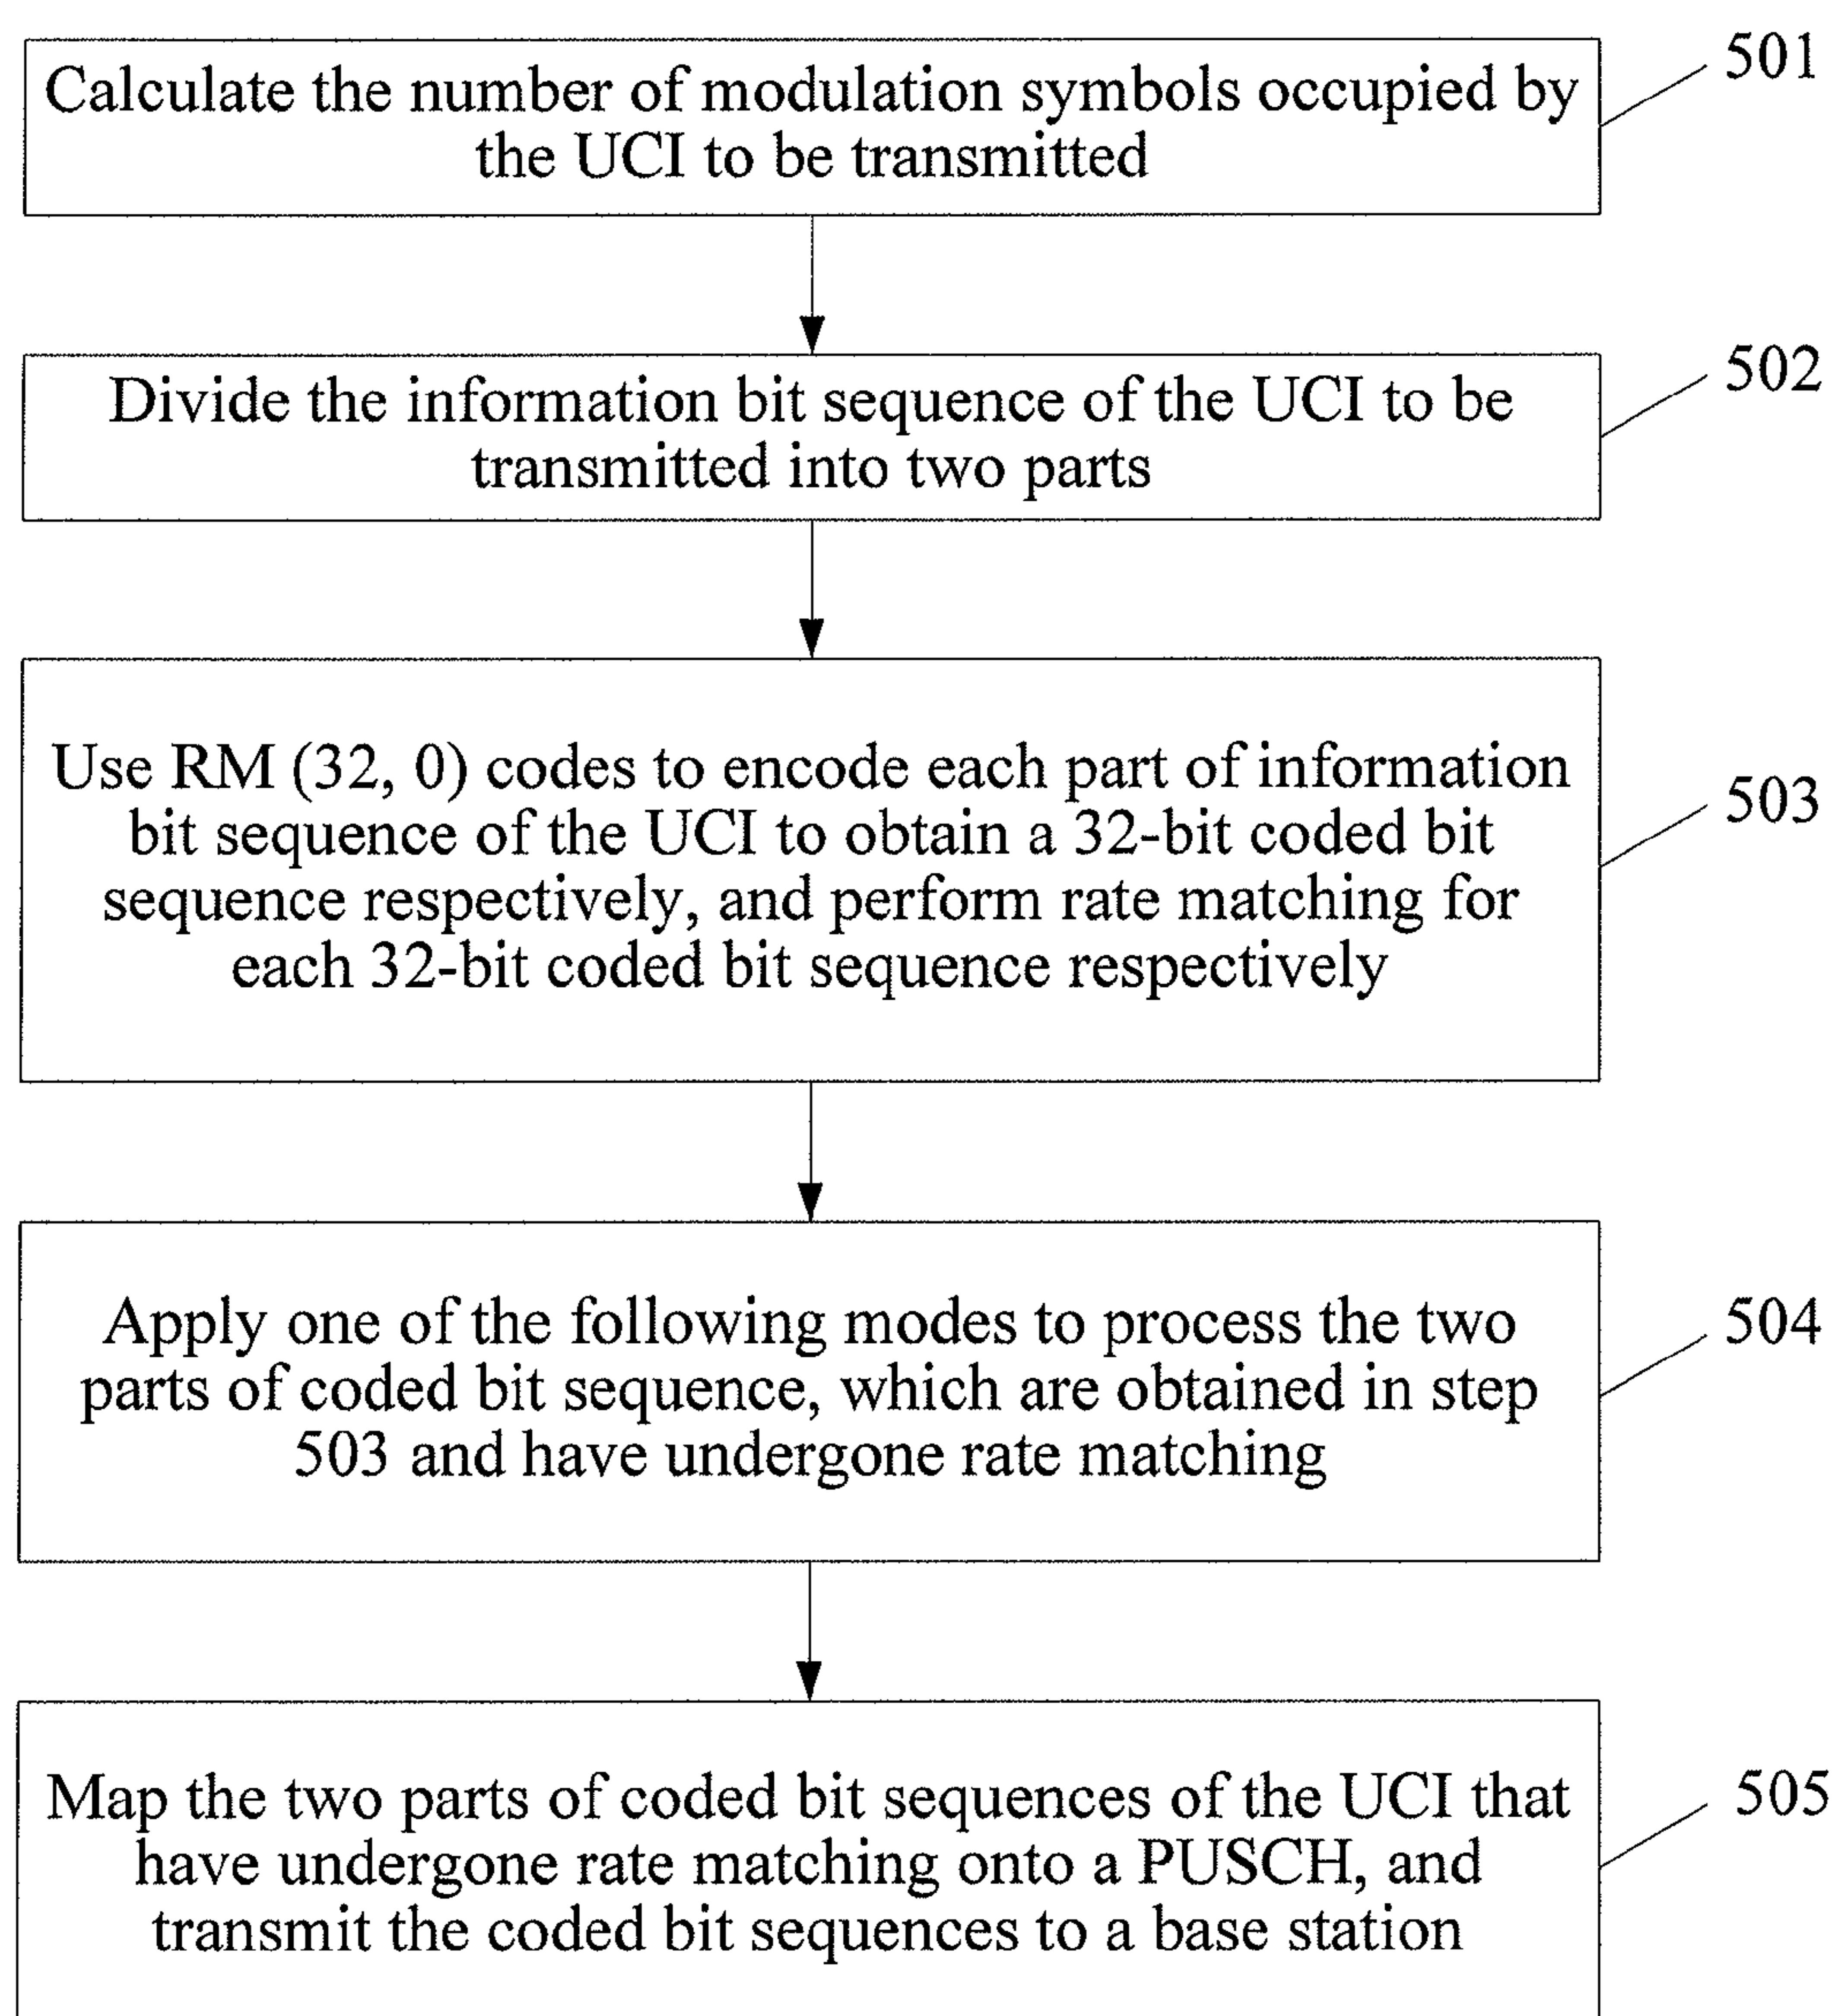 Calculate the number of modulation symbols occupied by
the UCI to be transmitted
501
Divide the information bit sequence of the UCI to be
transmitted into two parts
502
Use RM (32, 0) codes to encode each part of information
bit sequence of the UCI to obtain a 32-bit coded bit
sequence respectively, and perform rate matching for
each 32-bit coded bit sequence respectively
503
Apply one of the following modes to process the two
parts of coded bit sequence, which are obtained in step
503 and have undergone rate matching
504
Map the two parts of coded bit sequences of the UCI that
have undergone rate matching onto a PUSCH, and
transmit the coded bit sequences to a base station
505